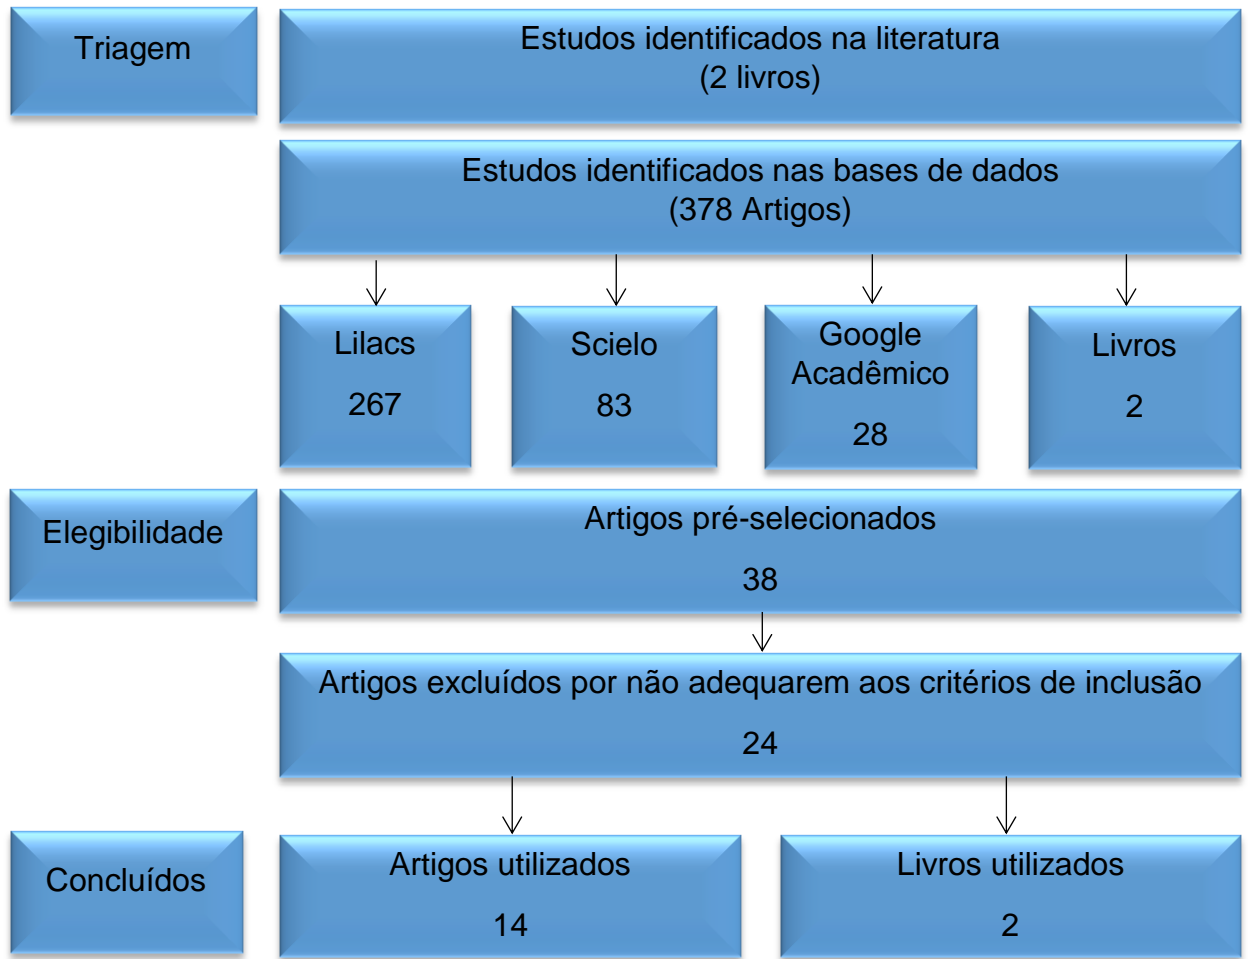 Triagem
Estudos identificados na literatura
(2 livros)
Estudos identificados nas bases de dados
(378 Artigos)
Lilacs
267
Scielo
83
Google
Acadêmico
28
Livros
2
Elegibilidade
Artigos pré-selecionados
38
Artigos excluídos por não adequarem aos critérios de inclusão
24
Concluídos
Artigos utilizados
14
Livros utilizados
2